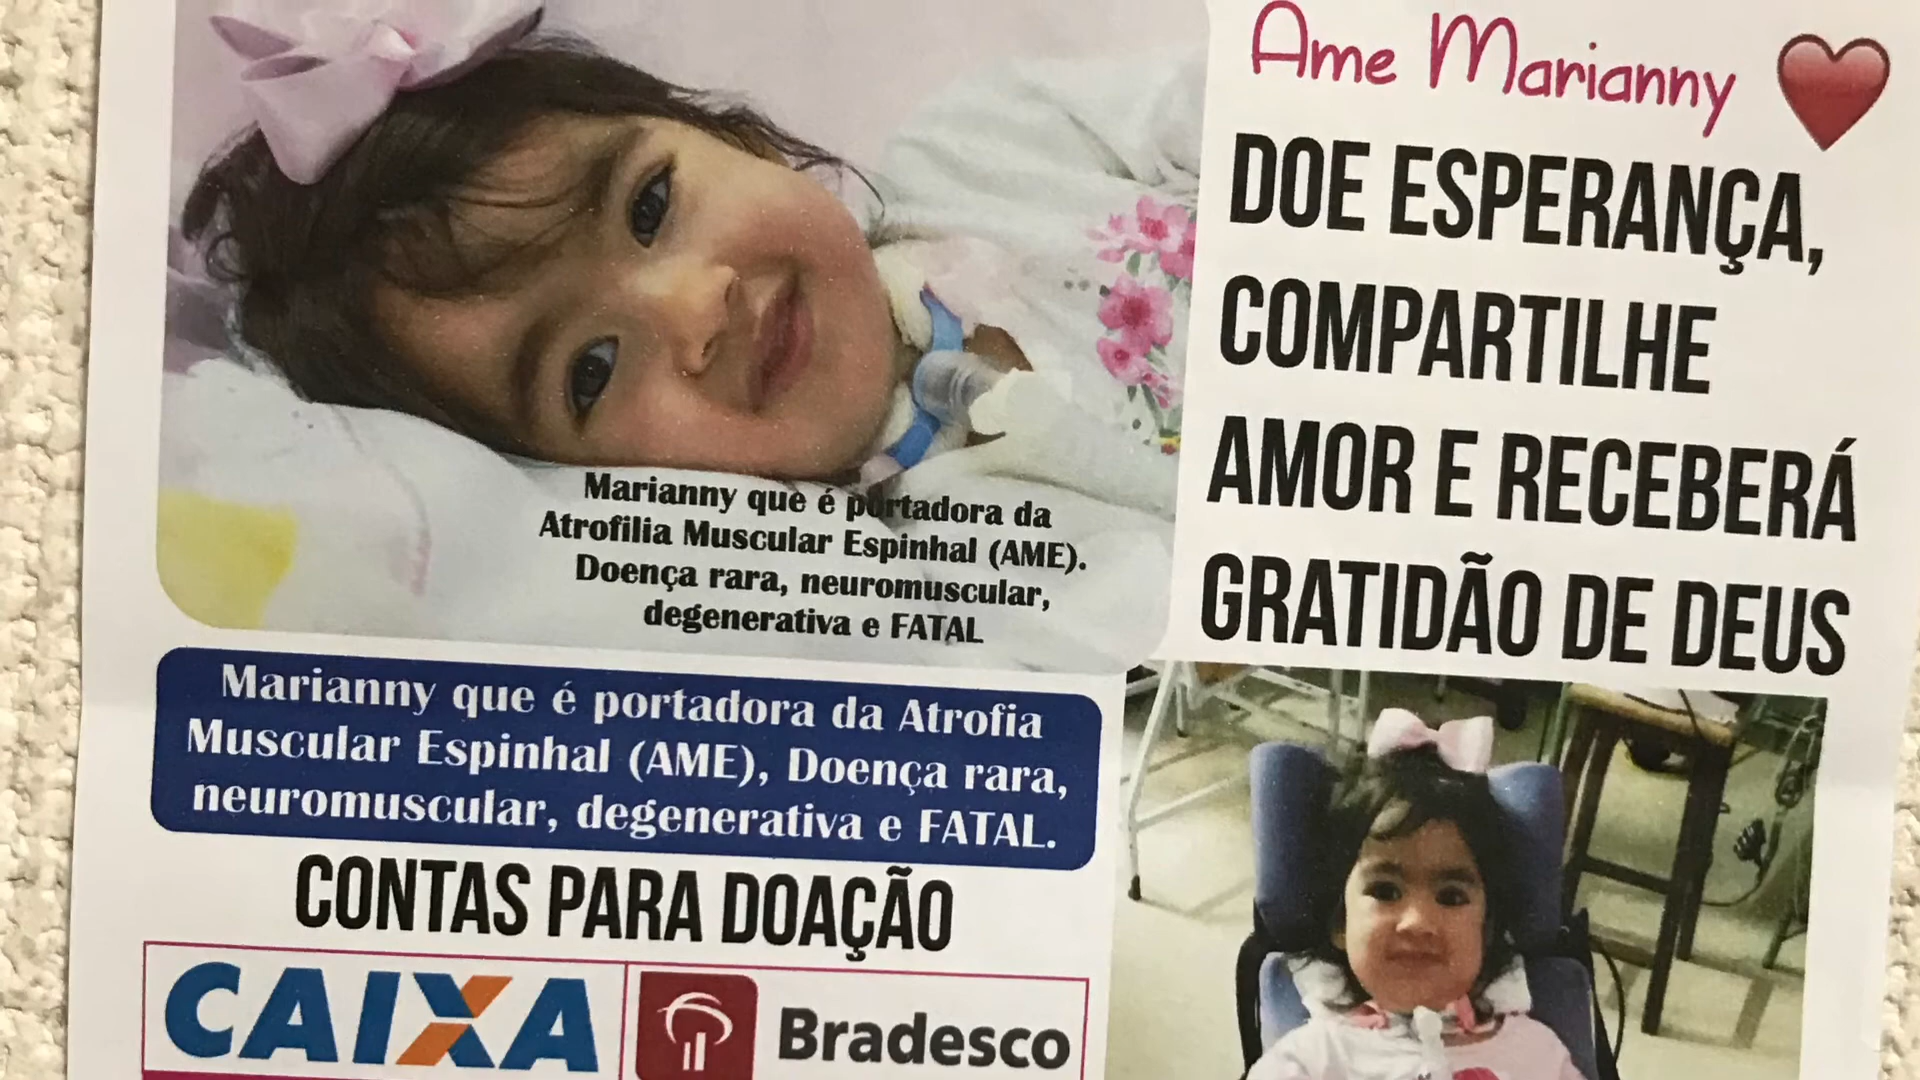 Ame Marianny
DOE ESPERANÇA,
COMPARTILHE
AMOR E RECEBERÁ
GRATIDÃO DE DEUS
Marianny que é portadora da
Atrofilia Muscular Espinhal (AME).
Doença rara, neuromuscular,
degenerativa e FATAL
Marianny que é portadora da Atrofia
Muscular Espinhal (AME), Doença rara,
neuromuscular, degenerativa e FATAL.
CONTAS PARA DOAÇÃO
CAIXA
Bradesco